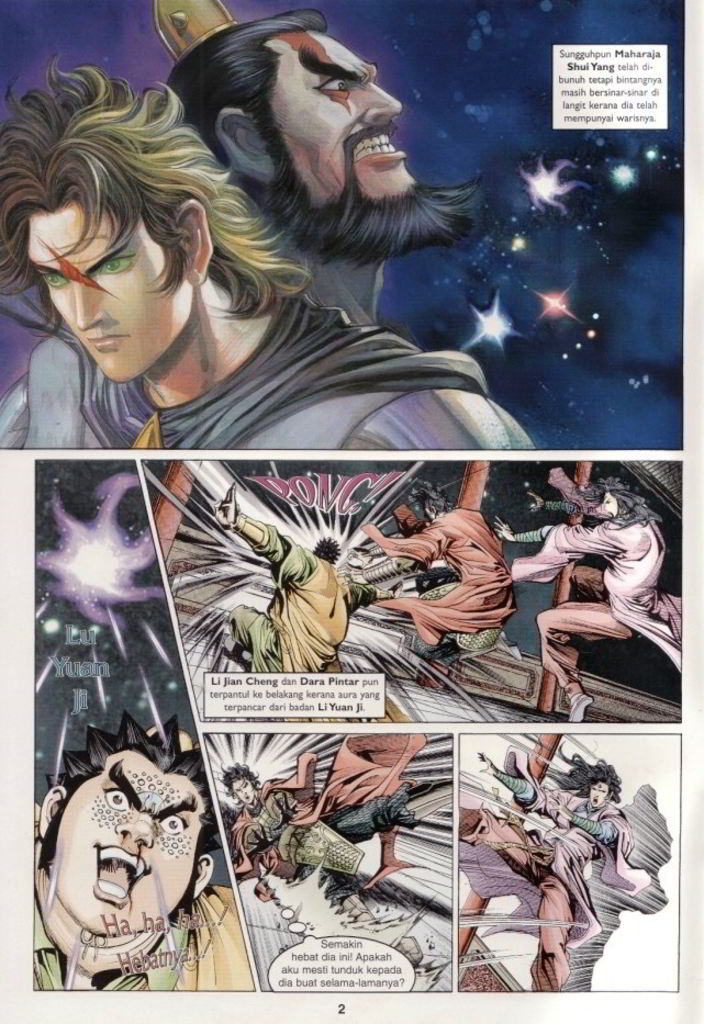 Sungguhpun Maharaja
Shui Yang telah di-
bunuh tetapi bintangnya
masih bersinar-sinar di
langit kerana dia telah
mempunyai warisnya.
PONG!
Lu
Yuan
Ji
Li Jian Cheng dan Dara Pintar pun
terpantul ke belakang kerana aura yang
terpancar dari badan Li Yuan Ji.
Ha, ha, ha...!
Hebatnya...!
Semakin
hebat dia ini! Apakah
aku mesti tunduk kepada
dia buat selama-lamanya?
2